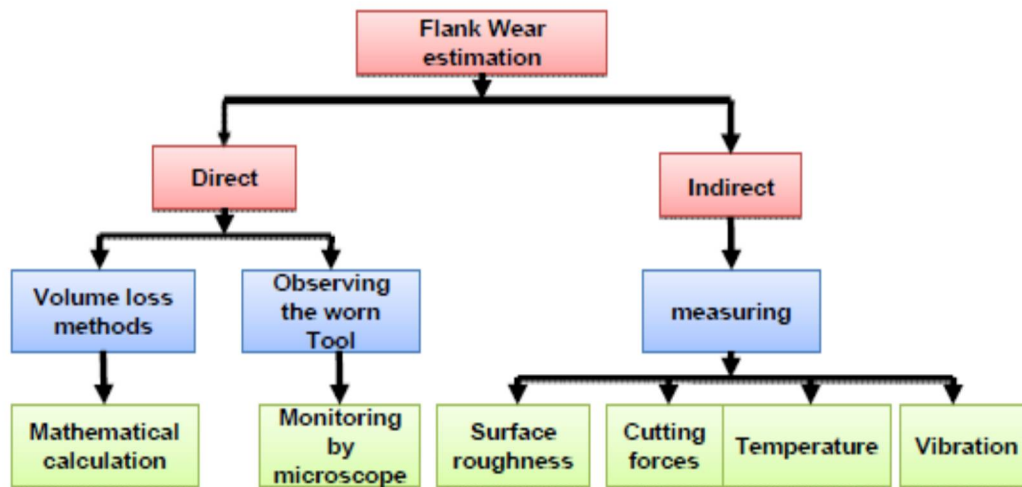 Flank Wear
estimation
Direct
Indirect
Volume loss
methods
Observing
the worn
Tool
measuring
Mathematical
calculation
Monitoring
by
microscope
Surface
roughness
Cutting
forces
Temperature
Vibration